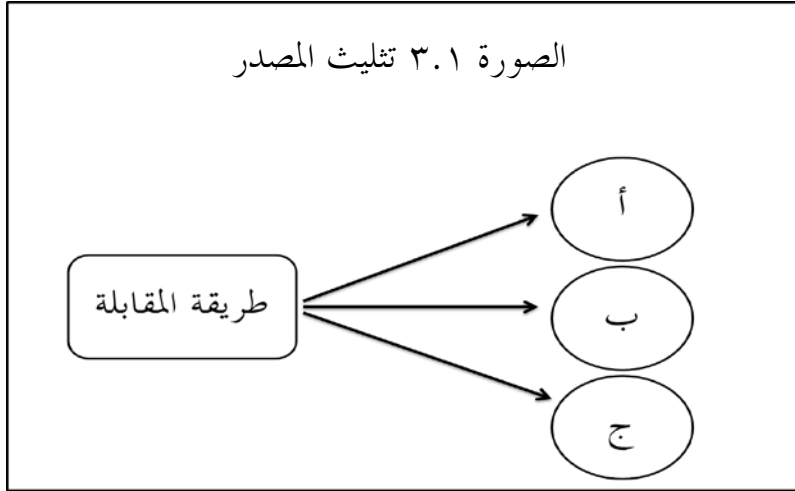 الصورة ٣.١ تثليث المصدر
أ
طريقة المقابلة
ب
ج